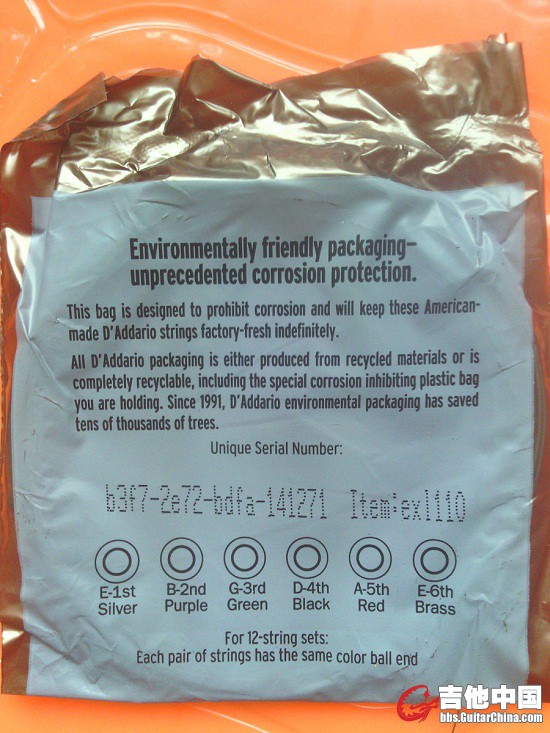 Environmentally friendly packaging–
unprecedented corrosion protection.
This bag is designed to prohibit corrosion and will keep these American-
made D'Addario strings factory-fresh indefinitely.
All D'Addario packaging is either produced from recycled materials or is
completely recyclable, including the special corrosion inhibiting plastic bag
you are holding. Since 1991, D'Addario environmental packaging has saved
tens of thousands of trees.
Unique Serial Number:
b3f7-2e72-bdfa-141271 Item:exl110
E-1st B-2nd G-3rd D-4th A-5th E-6th
Silver Purple Green Black Red Brass
For 12-string sets:
Each pair of strings has the same color ball end
吉他中国
bbs.GuitarChina.com